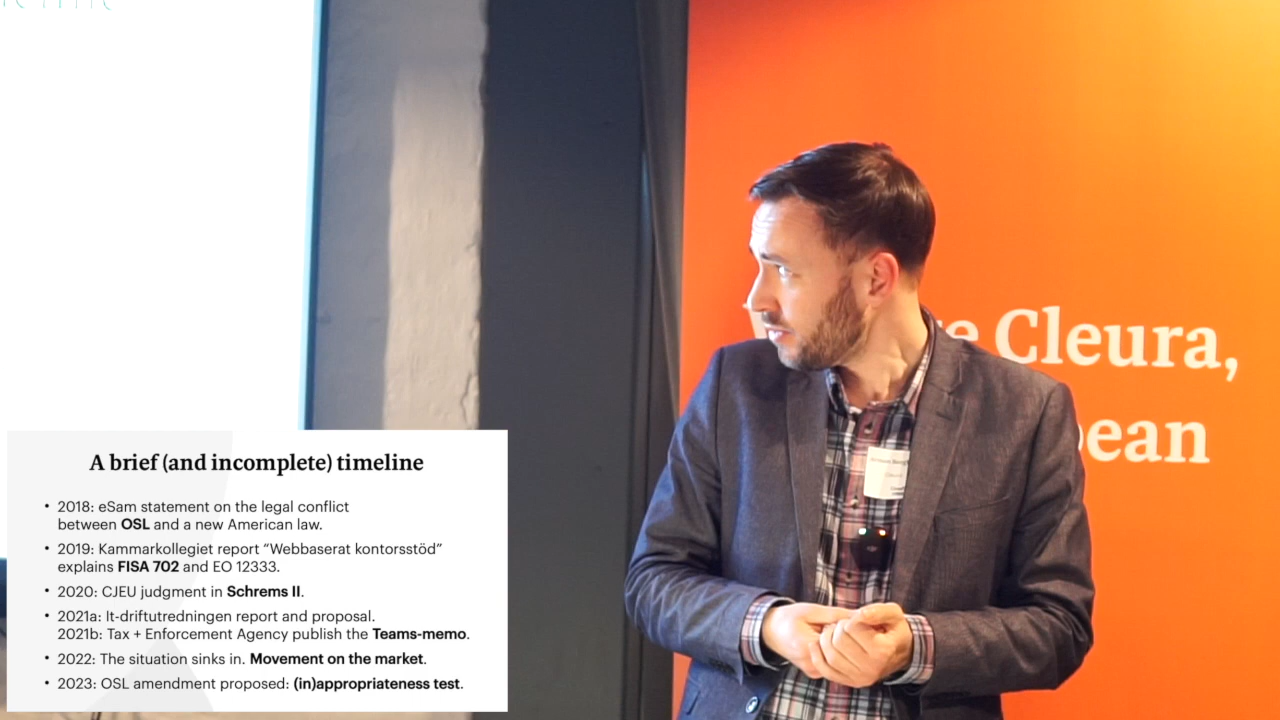 Cleura,
A brief (and incomplete) timeline
• 2018: eSam statement on the legal conflict
between OSL and a new American law.
• 2019: Kammarkollegiet report “Webbaserat kontorsstöd”
explains FISA 702 and EO 12333.
• 2020: CJEU judgment in Schrems II.
• 2021a: It-driftutredningen report and proposal.
2021b: Tax + Enforcement Agency publish the Teams-memo.
• 2022: The situation sinks in. Movement on the market.
• 2023: OSL amendment proposed: (in)appropriateness test.